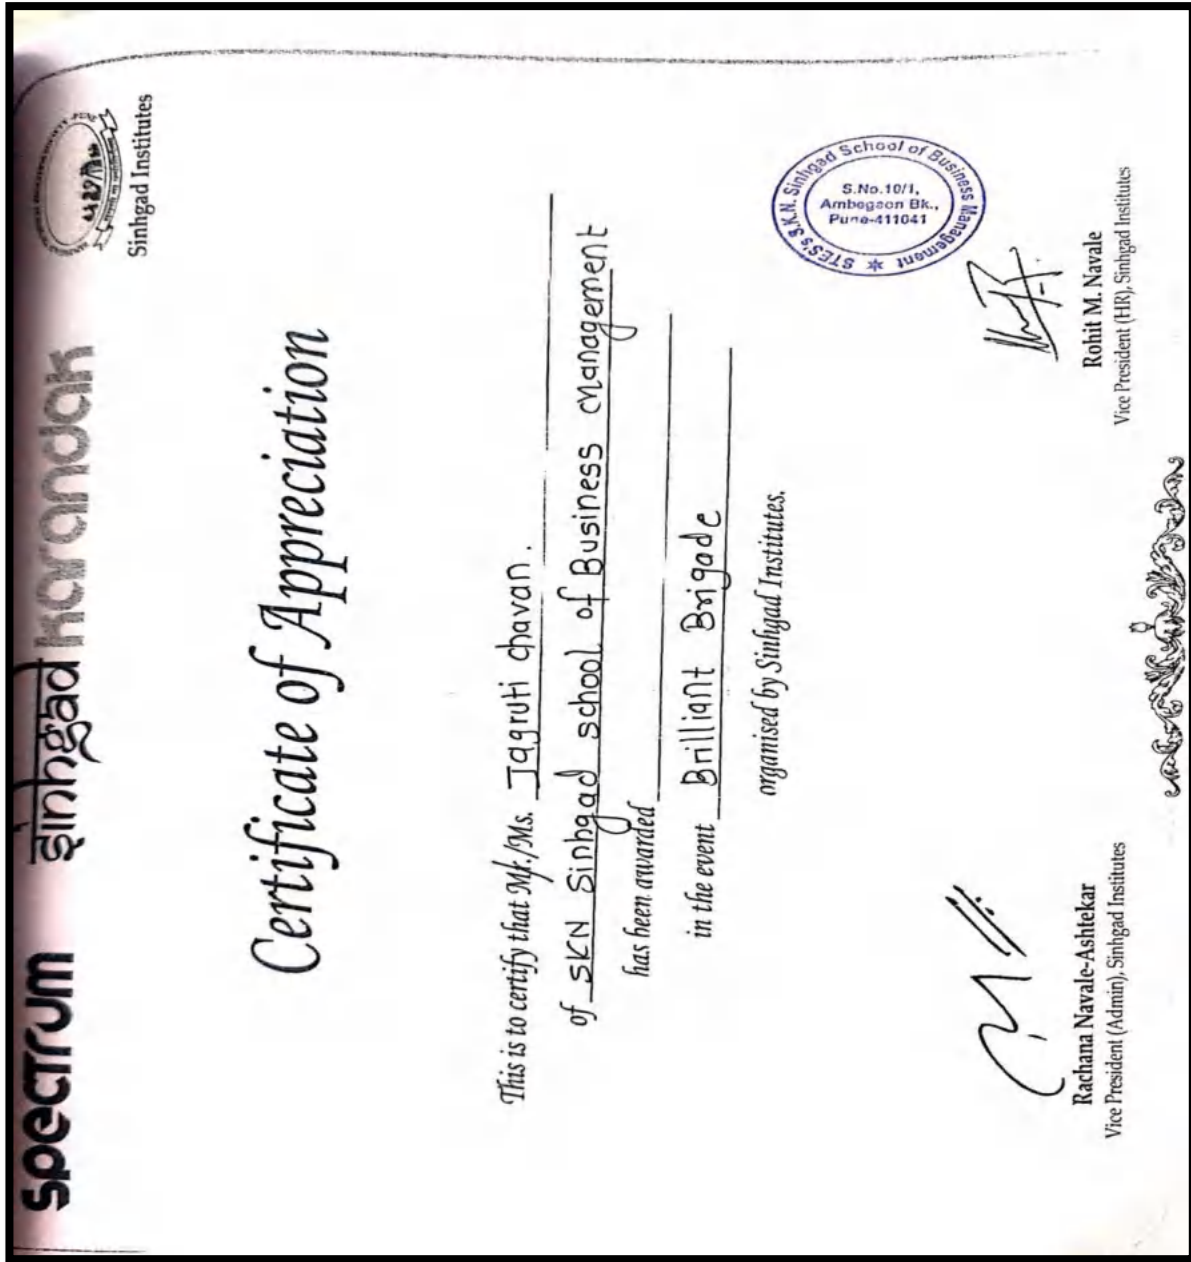 spectrum sinhgad karandak
Sinhgad Institutes
Certificate of Appreciation
This is to certify that Mr./Ms. Jagruti chavan.
of SKN Sinhgad school of Business Management
has been awarded
in the event Brilliant Brigade
organised by Sinhgad Institutes.
STES's S.K.N. Sinhgad School of Business Management
S.No.10/1,
Ambegaon Bk.,
Pune-411041
Rachana Navale-Ashtekar
Vice President (Admin), Sinhgad Institutes
Rohit M. Navale
Vice President (HR), Sinhgad Institutes